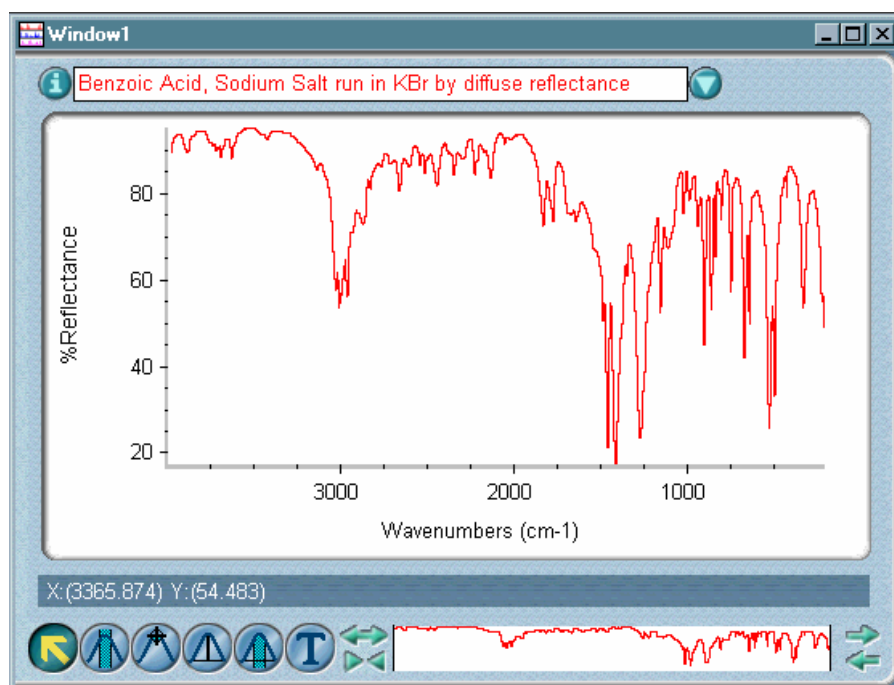 Window1
Benzoic Acid, Sodium Salt run in KBr by diffuse reflectance
80
60
40
20
%Reflectance
3000 2000 1000
Wavenumbers (cm-1)
X:(3365.874) Y:(54.483)
T